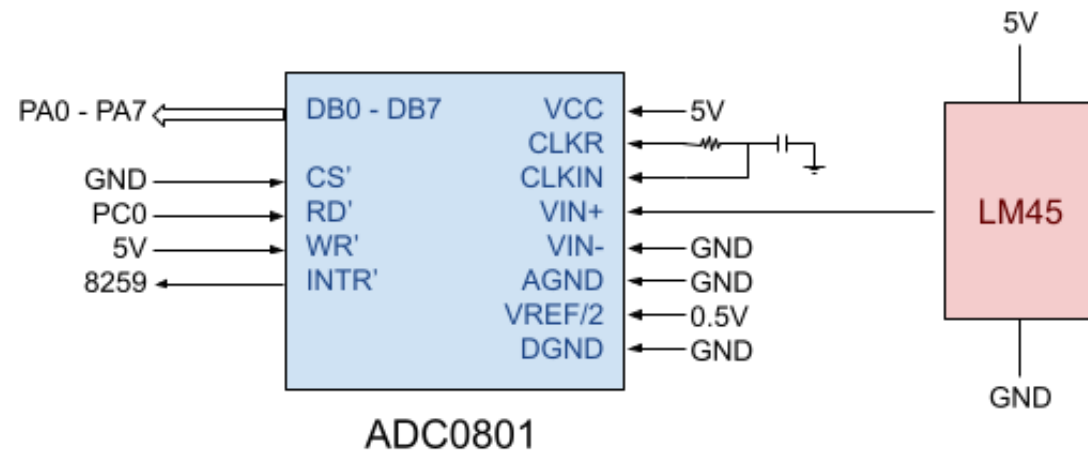 5V
PA0 - PA7
DB0 - DB7
VCC
5V
CLKR
GND
CS'
CLKIN
PC0
RD'
VIN+
LM45
5V
WR'
VIN-
GND
8259
INTR'
AGND
GND
VREF/2
0.5V
DGND
GND
GND
ADC0801